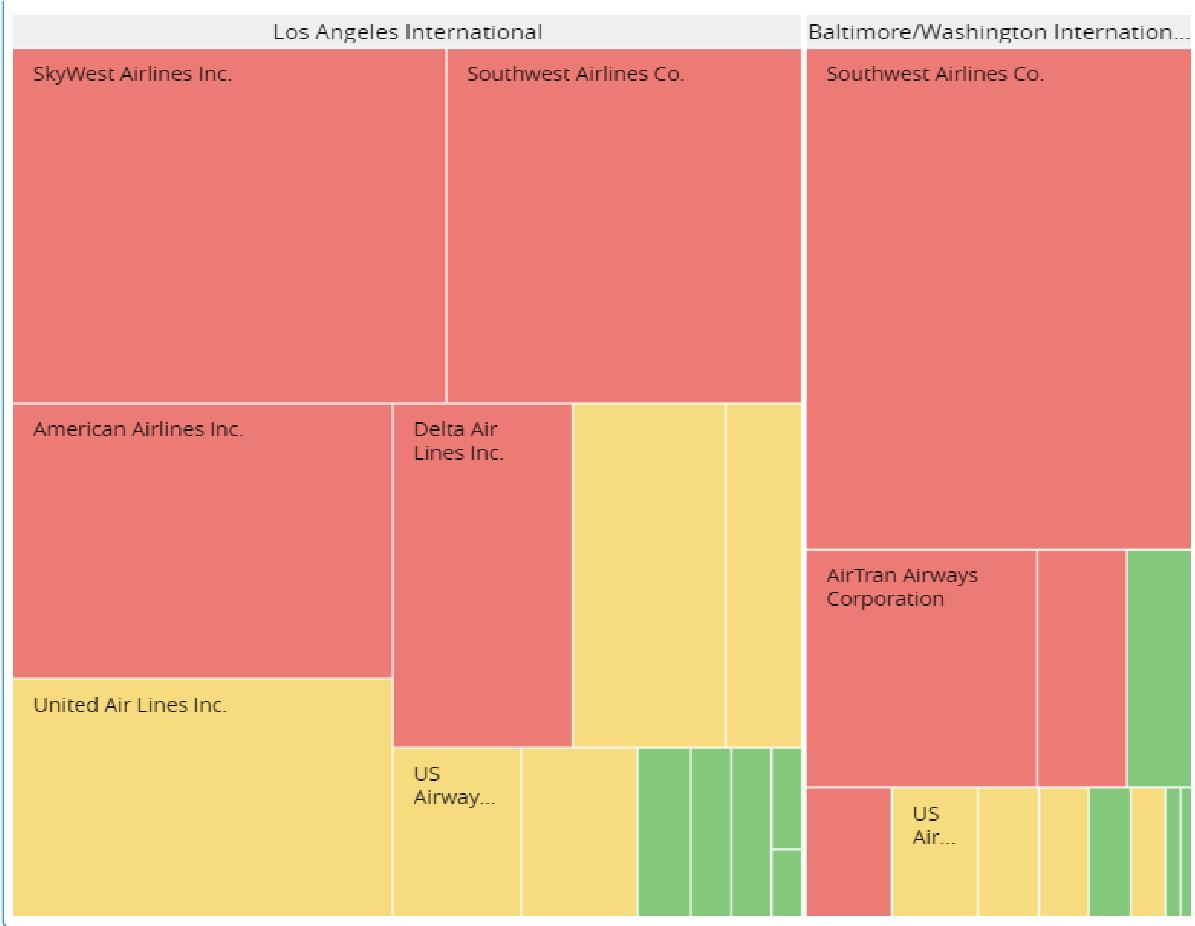 Los Angeles International
Baltimore/Washington Internation...
SkyWest Airlines Inc.
Southwest Airlines Co.
Southwest Airlines Co.
American Airlines Inc.
Delta Air
Lines Inc.
AirTran Airways
Corporation
United Air Lines Inc.
US
Airway...
US
Air...